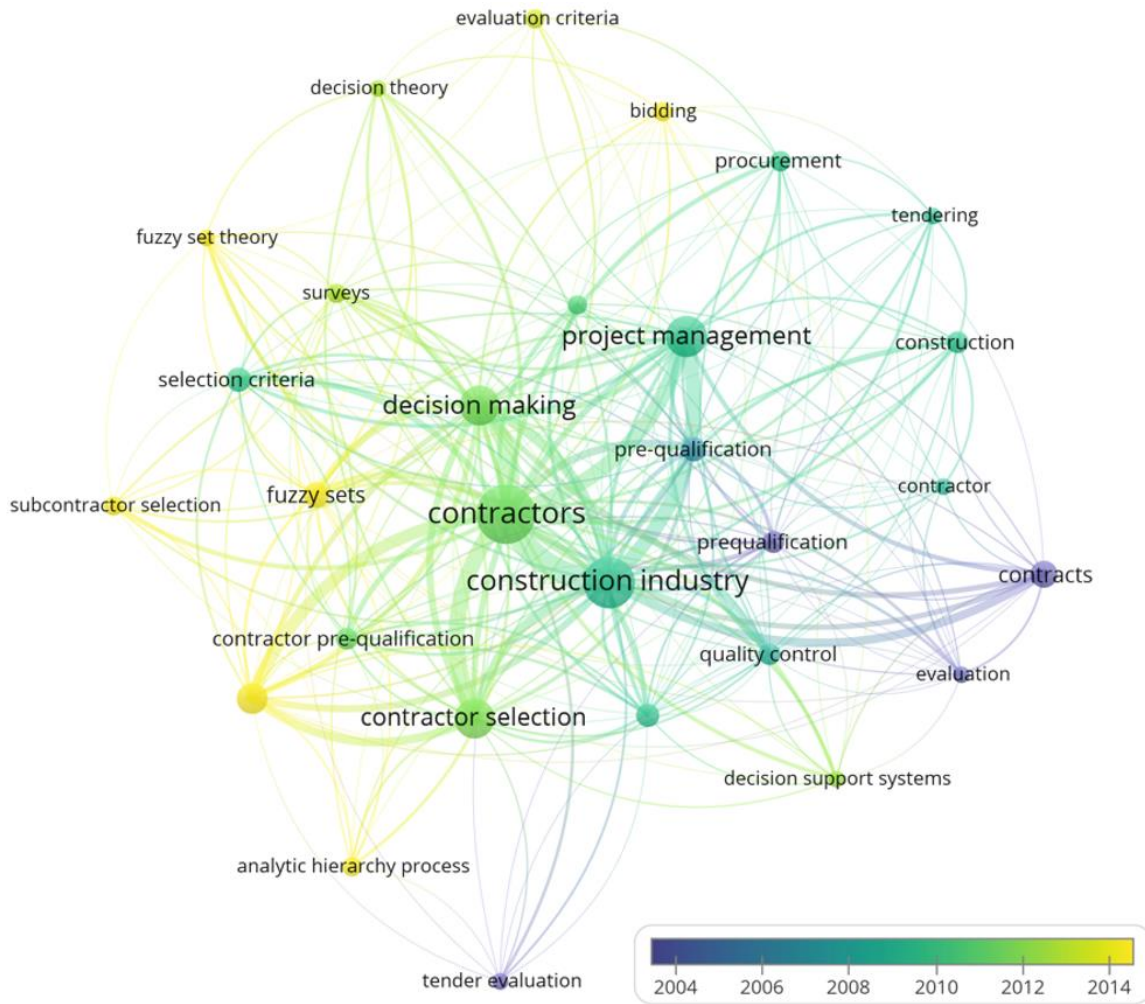 evaluation criteria
decision theory
bidding
procurement
tendering
fuzzy set theory
surveys
project management
construction
selection criteria
decision making
pre-qualification
contractor
subcontractor selection
fuzzy sets
contractors
prequalification
contracts
construction industry
contractor pre-qualification
quality control
evaluation
contractor selection
decision support systems
analytic hierarchy process
tender evaluation
2004 2006 2008 2010 2012 2014